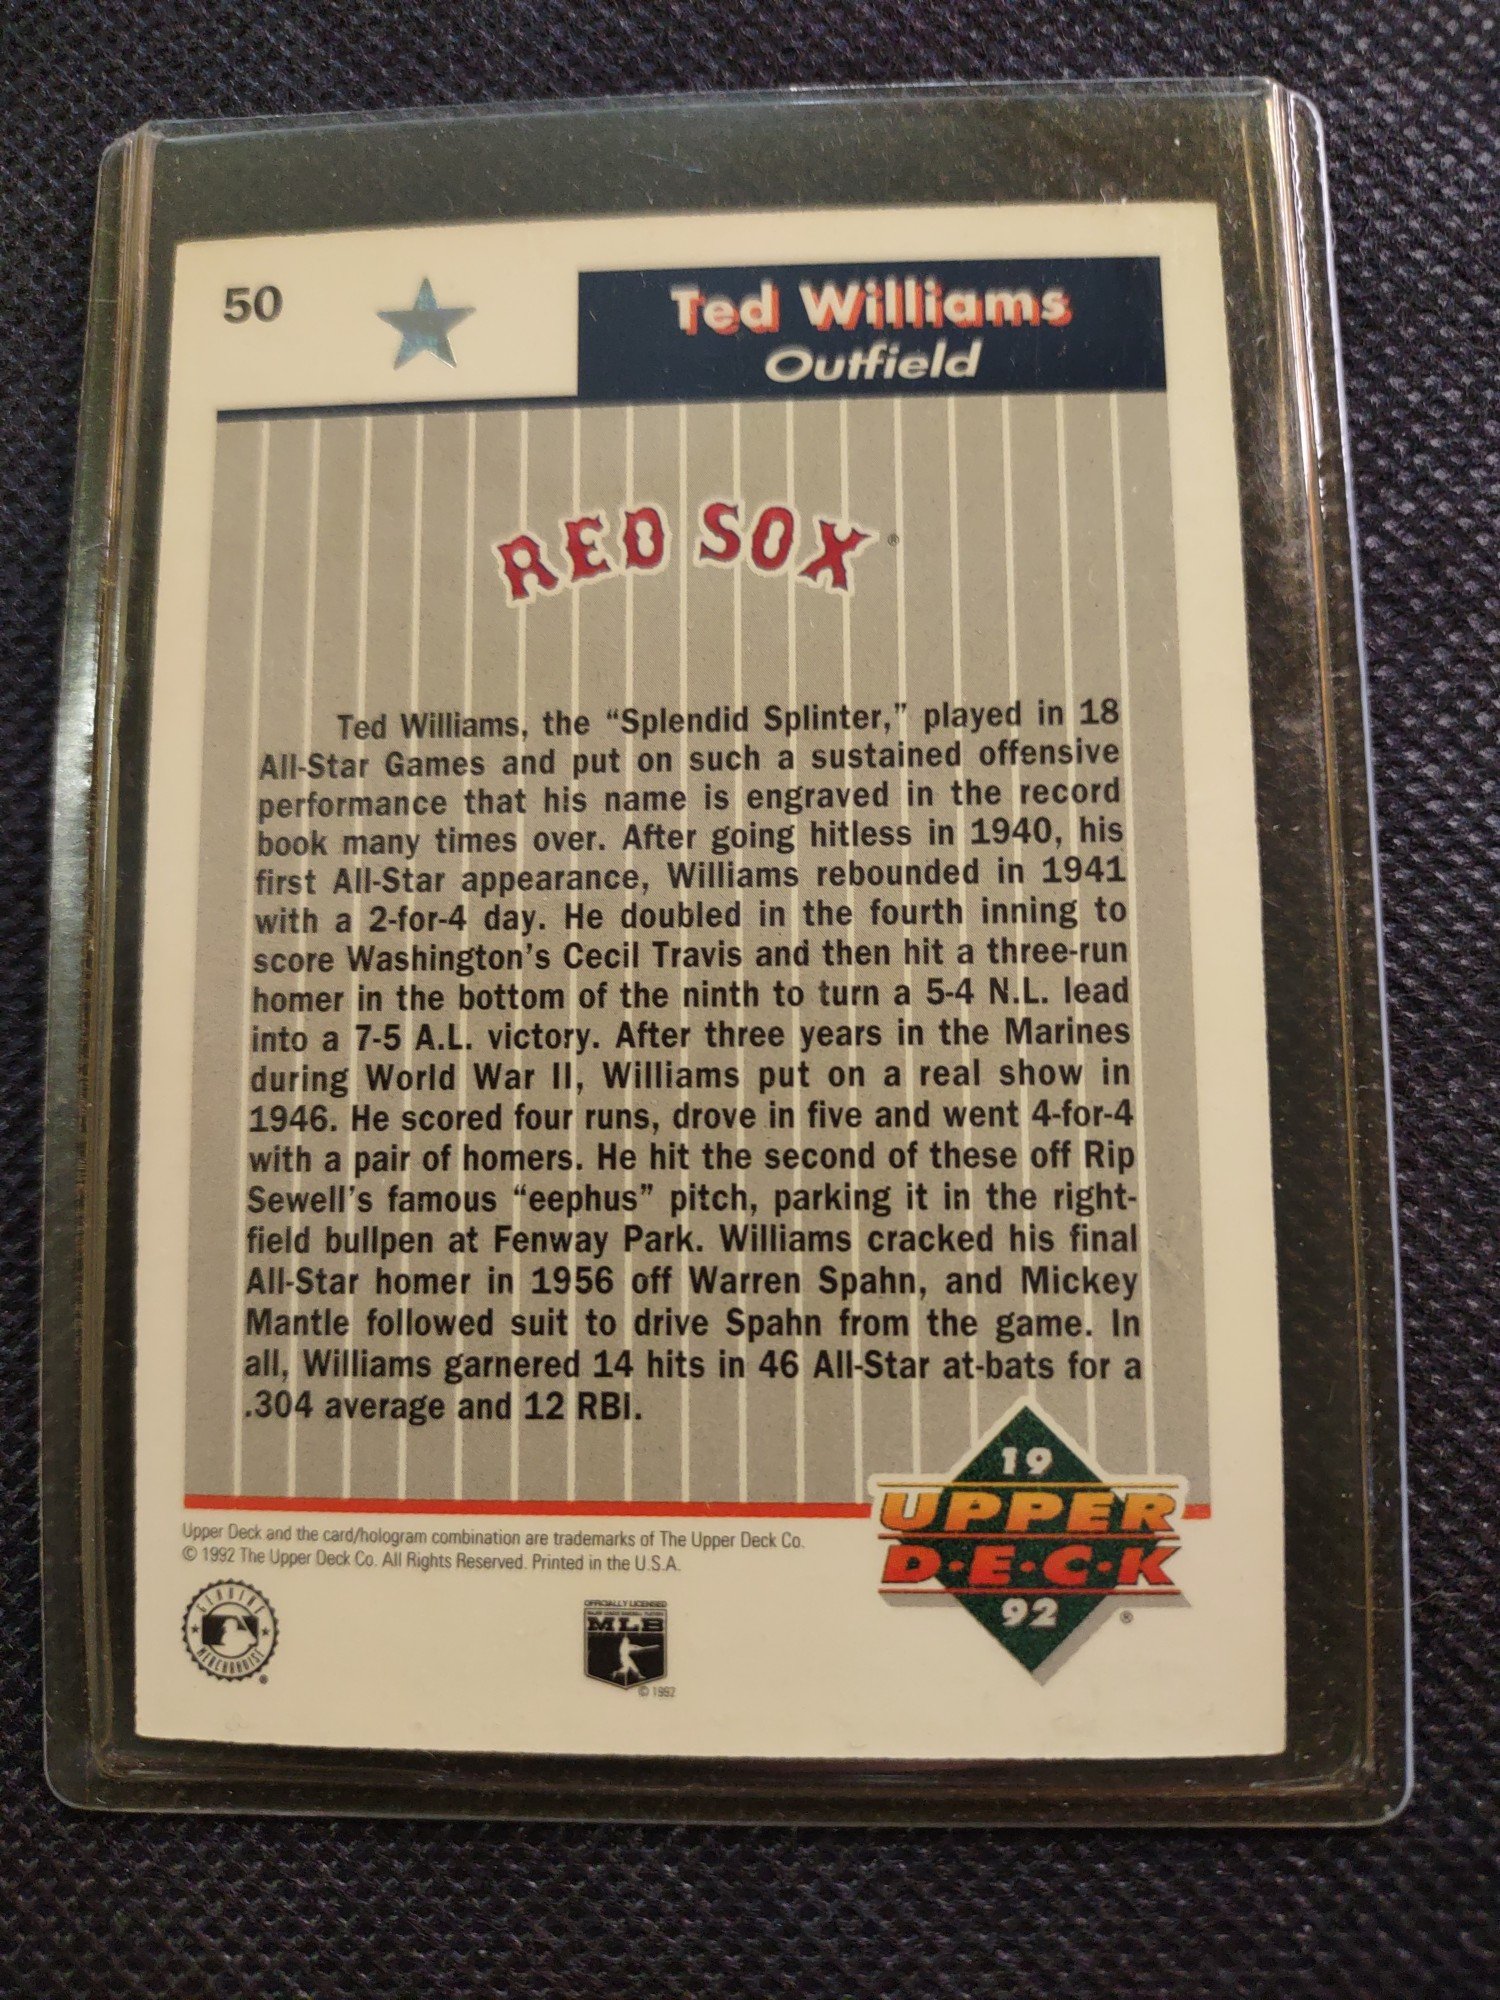 50
Ted Williams
Outfield
RED SOX®
Ted Williams, the “Splendid Splinter,” played in 18
All-Star Games and put on such a sustained offensive
performance that his name is engraved in the record
book many times over. After going hitless in 1940, his
first All-Star appearance, Williams rebounded in 1941
with a 2-for-4 day. He doubled in the fourth inning to
score Washington’s Cecil Travis and then hit a three-run
homer in the bottom of the ninth to turn a 5-4 N.L. lead
into a 7-5 A.L. victory. After three years in the Marines
during World War II, Williams put on a real show in
1946. He scored four runs, drove in five and went 4-for-4
with a pair of homers. He hit the second of these off Rip
Sewell’s famous “eephus” pitch, parking it in the right-
field bullpen at Fenway Park. Williams cracked his final
All-Star homer in 1956 off Warren Spahn, and Mickey
Mantle followed suit to drive Spahn from the game. In
all, Williams garnered 14 hits in 46 All-Star at-bats for a
.304 average and 12 RBI.
19
UPPER
D•E•C•K
92
®
Upper Deck and the card/hologram combination are trademarks of The Upper Deck Co.
© 1992 The Upper Deck Co. All Rights Reserved. Printed in the U.S.A.
GENUINE
MERCHANDISE
®
OFFICIALLY LICENSED
MAJOR LEAGUE BASEBALL PLAYERS
MLB
© 1992